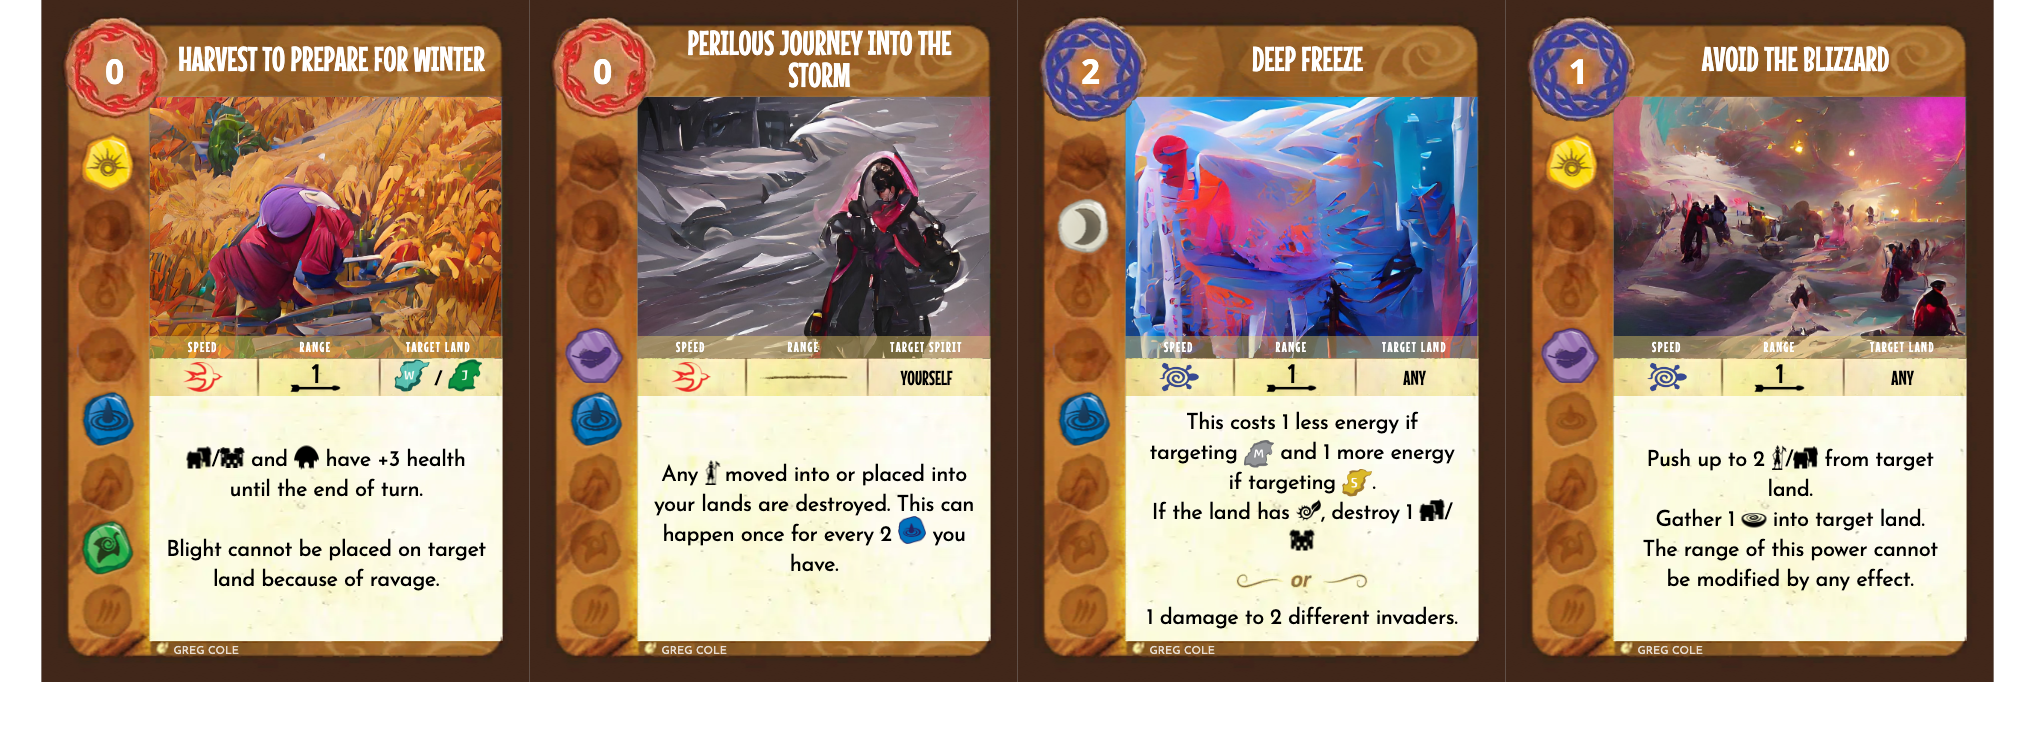 0
HARVEST TO PREPARE FOR WINTER
SPEED RANGE TARGET LAND
1 W / J
/ and have +3 health
until the end of turn.
Blight cannot be placed on target
land because of ravage.
GREG COLE
0
PERILOUS JOURNEY INTO THE
STORM
SPEED RANGE TARGET SPIRIT
YOURSELF
Any moved into or placed into
your lands are destroyed. This can
happen once for every 2 you
have.
GREG COLE
2
DEEP FREEZE
SPEED RANGE TARGET LAND
1 ANY
This costs 1 less energy if
targeting M and 1 more energy
if targeting S .
If the land has , destroy 1 /
or
1 damage to 2 different invaders.
GREG COLE
1
AVOID THE BLIZZARD
SPEED RANGE TARGET LAND
1 ANY
Push up to 2 / from target
land.
Gather 1 into target land.
The range of this power cannot
be modified by any effect.
GREG COLE